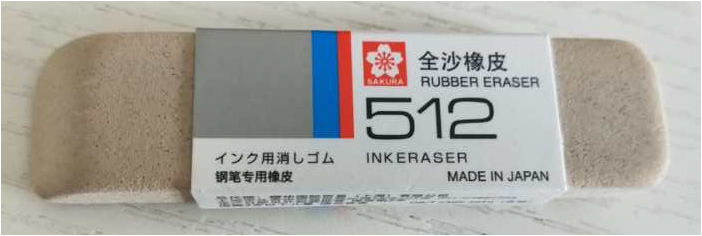 SAKURA
全沙橡皮
RUBBER ERASER
512
インク用消しゴム
INKERASER
钢笔专用橡皮
MADE IN JAPAN